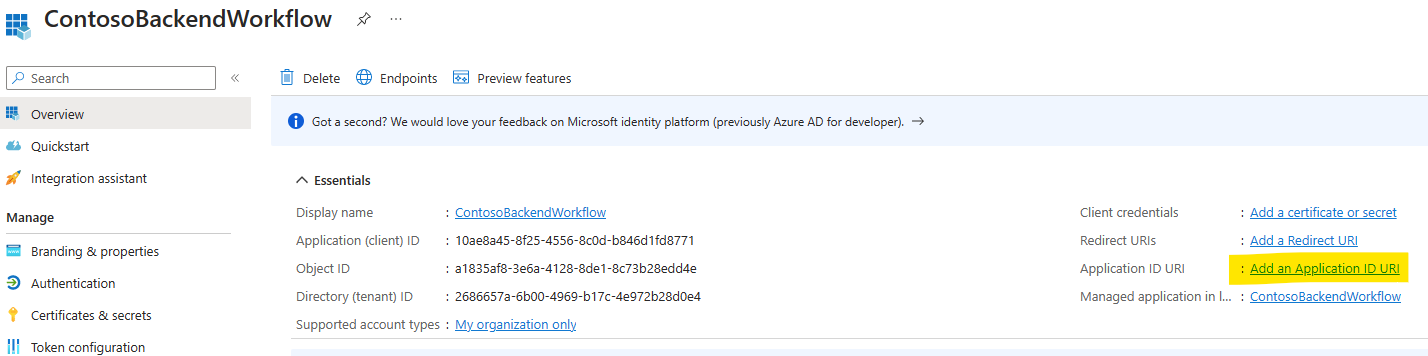 ContosoBackendWorkflow
Search
Delete
Endpoints
Preview features
Overview
Quickstart
Integration assistant
Manage
Branding & properties
Authentication
Certificates & secrets
Token configuration
Got a second? We would love your feedback on Microsoft identity platform (previously Azure AD for developer).
Essentials
Display name : ContosoBackendWorkflow
Application (client) ID : 10ae8a45-8f25-4556-8c0d-b846d1fd8771
Object ID : a1835af8-3e6a-4128-8de1-8c73b28edd4e
Directory (tenant) ID : 2686657a-6b00-4969-b17c-4e972b28d0e4
Supported account types : My organization only
Client credentials : Add a certificate or secret
Redirect URIs : Add a Redirect URI
Application ID URI : Add an Application ID URI
Managed application in l... : ContosoBackendWorkflow